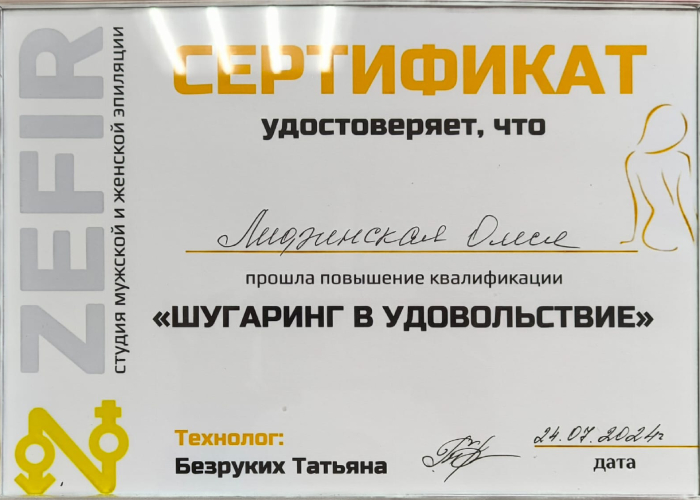 ZEFIR
студия мужской и женской эпиляции
СЕРТИФИКАТ
удостоверяет, что
Лидзинская Олеся
прошла повышение квалификации
«ШУГАРИНГ В УДОВОЛЬСТВИЕ»
Технолог:
Безруких Татьяна
24.07.2024г
дата